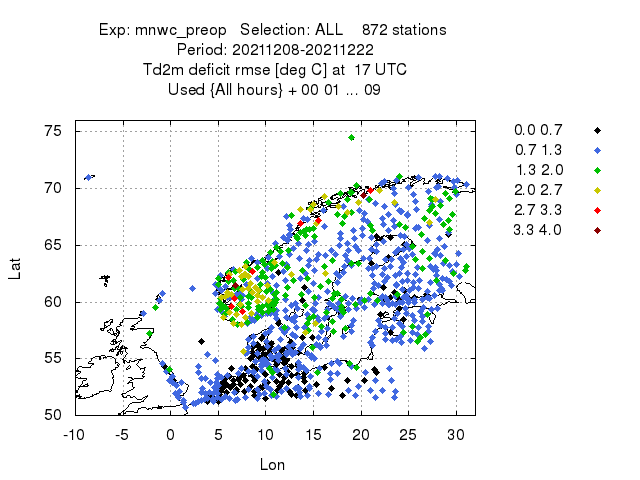 Exp: mnwc_preop   Selection: ALL    872 stations
Period: 20211208-20211222
Td2m deficit rmse [deg C] at  17 UTC
Used {All hours} + 00 01 ... 09
0.0 0.7
0.7 1.3
1.3 2.0
2.0 2.7
2.7 3.3
3.3 4.0
75
70
65
60
55
50
Lat
-10 -5 0 5 10 15 20 25 30
Lon